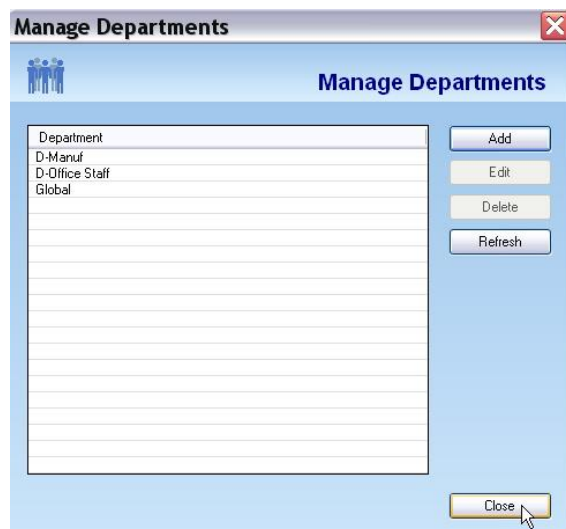 Manage Departments
Manage Departments
Department
D-Manuf
D-Office Staff
Global
Add
Edit
Delete
Refresh
Close